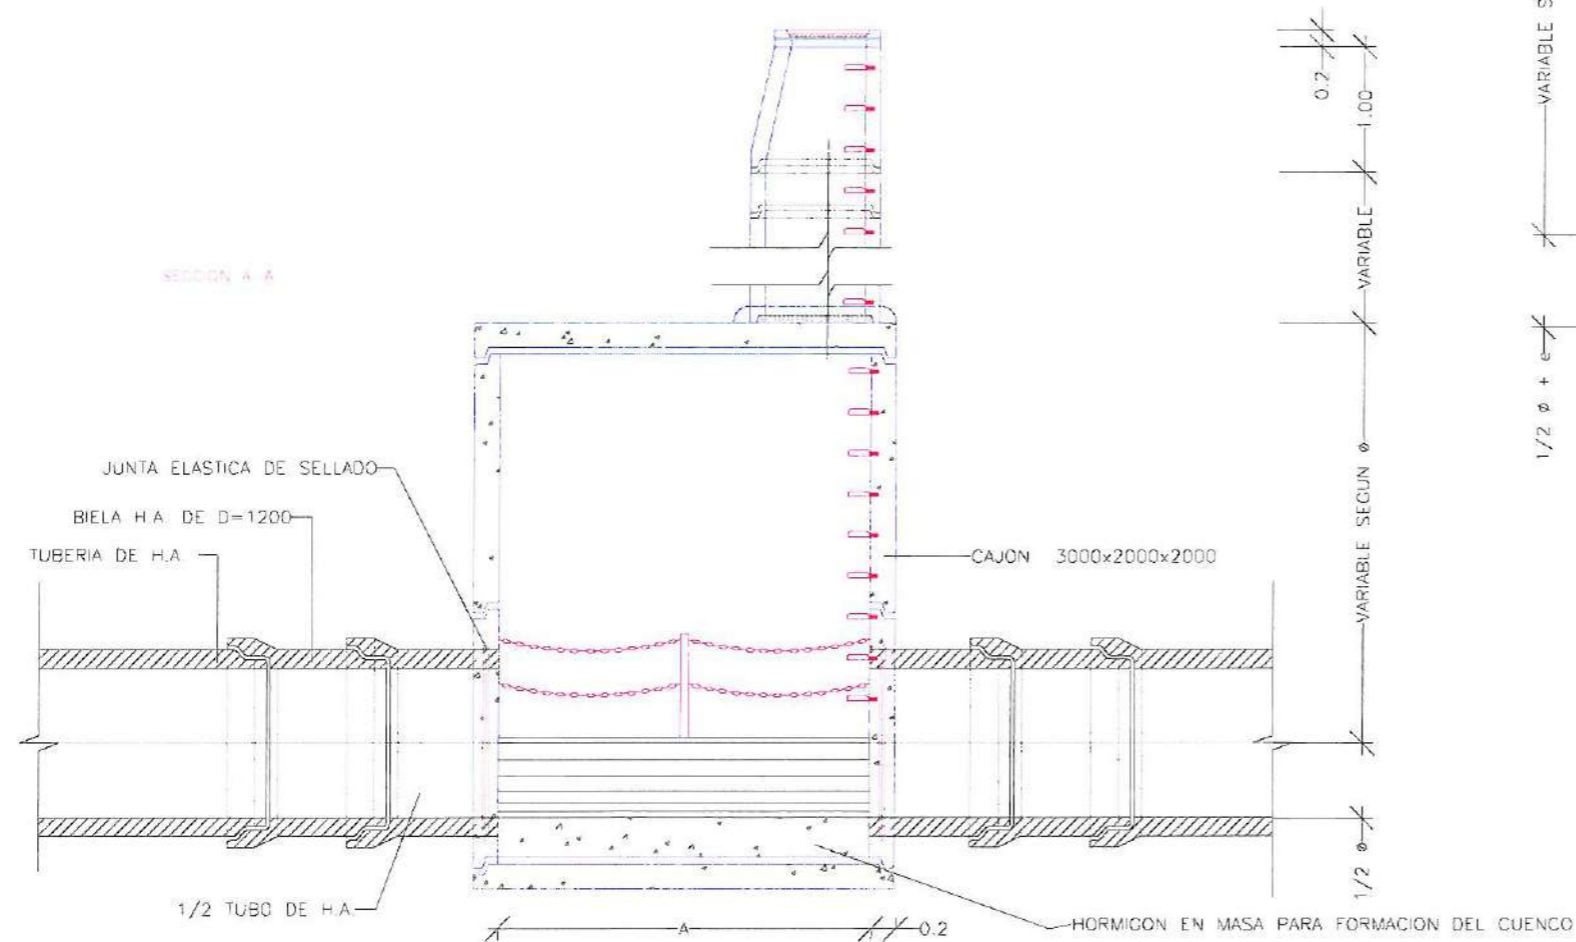 VARIABLE S
0.2
1.00
SECCION A-A
VARIABLE
1/2 ø + e
JUNTA ELASTICA DE SELLADO
VARIABLE SEGUN ø
BIELA H.A. DE D=1200
TUBERIA DE H.A.
CAJON 3000x2000x2000
1/2 ø
1/2 TUBO DE H.A.
A
0.2
HORMIGON EN MASA PARA FORMACION DEL CUENCO